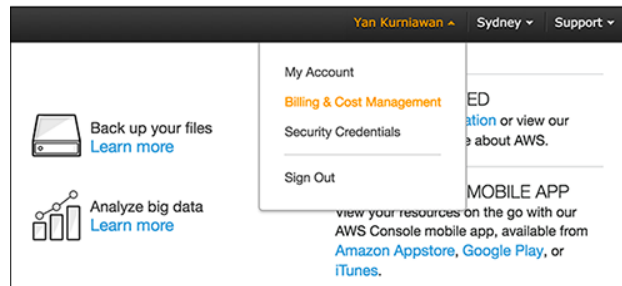 Yan Kurniawan Sydney Support
My Account
Billing & Cost Management
Security Credentials
Sign Out
Back up your files
Learn more
Analyze big data
Learn more
ED
ation or view our
about AWS.
MOBILE APP
View your resources on the go with our
AWS Console mobile app, available from
Amazon Appstore, Google Play, or
iTunes.